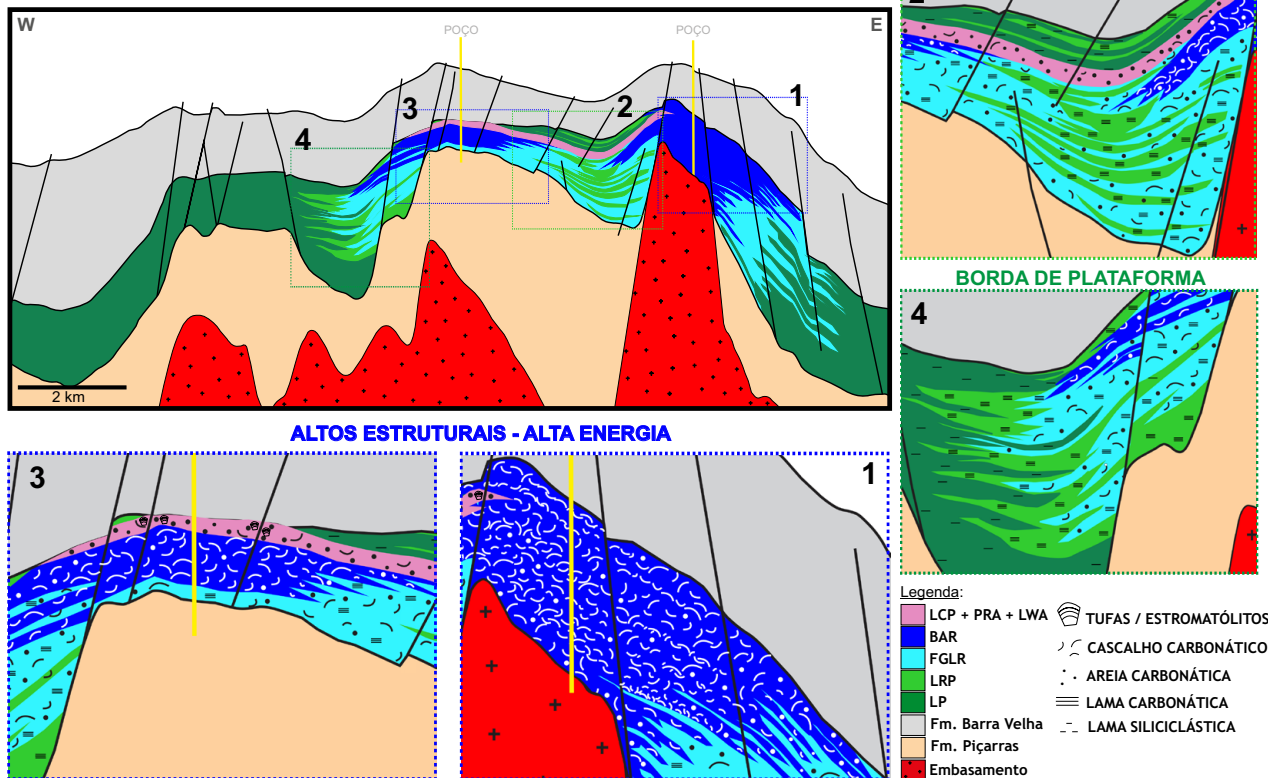 W
E
POÇO
POÇO
1
2
3
4
2 km
2
BORDA DE PLATAFORMA
4
ALTOS ESTRUTURAIS - ALTA ENERGIA
3
1
Legenda:
LCP + PRA + LWA
BAR
FGLR
LRP
LP
Fm. Barra Velha
Fm. Piçarras
Embasamento
TUFAS / ESTROMATÓLITOS
CASCALHO CARBONÁTICO
AREIA CARBONÁTICA
LAMA CARBONÁTICA
LAMA SILICICLÁSTICA